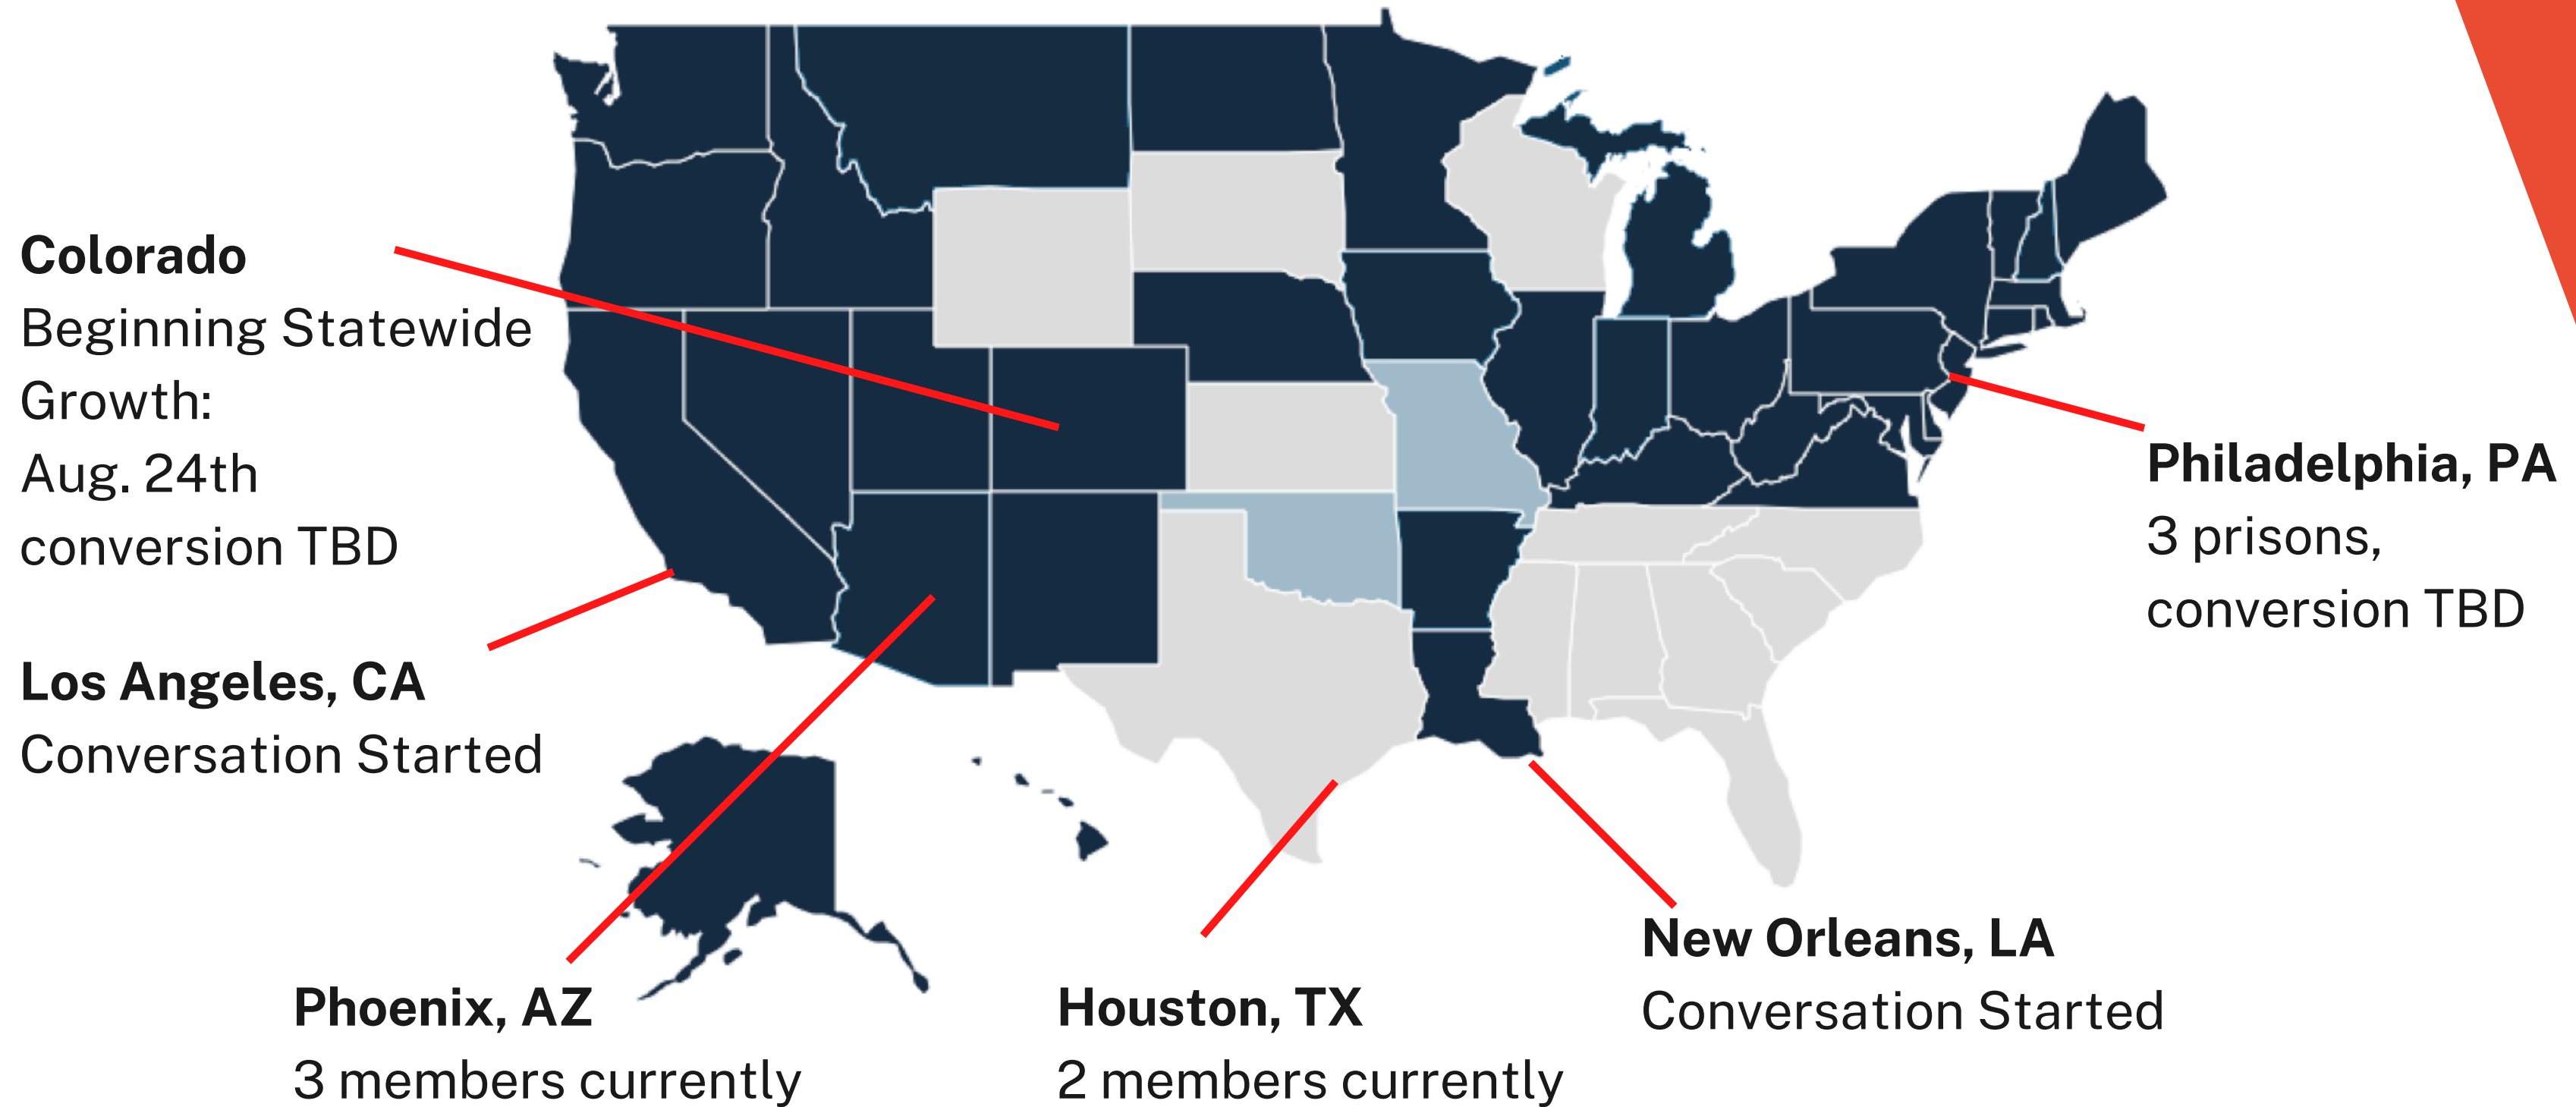 Colorado
Beginning Statewide
Growth:
Aug. 24th
conversion TBD
Los Angeles, CA
Conversation Started
Phoenix, AZ
3 members currently
Houston, TX
2 members currently
New Orleans, LA
Conversation Started
Philadelphia, PA
3 prisons,
conversion TBD